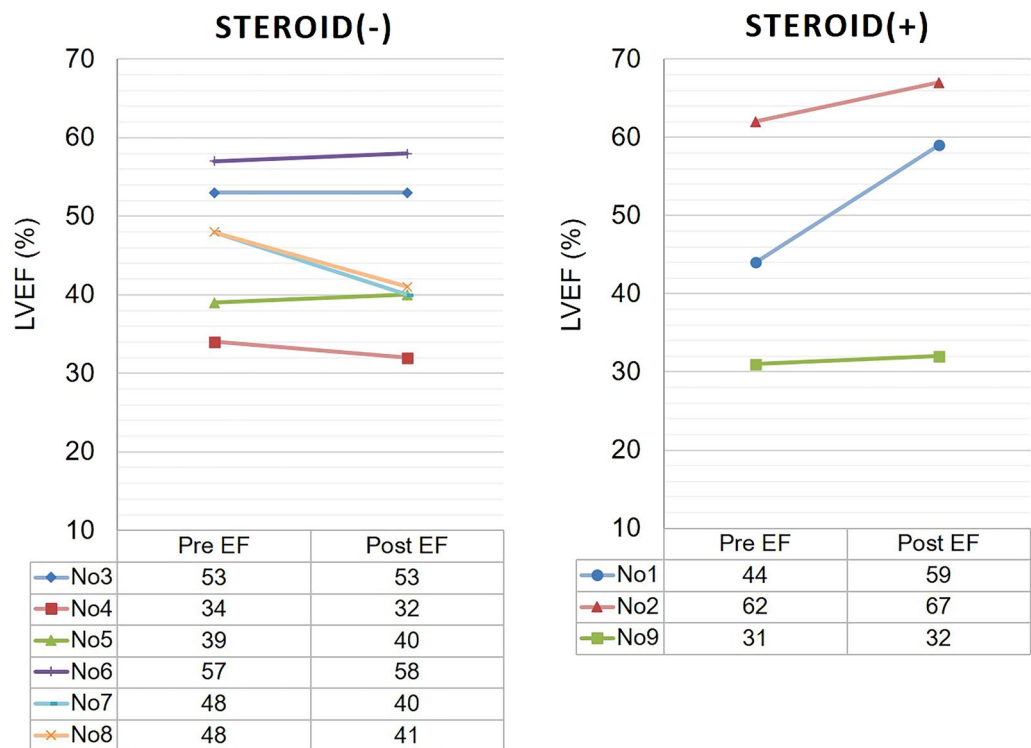 STEROID(-)
70
60
50
40
30
20
10
LVEF (%)
Pre EF Post EF
No3 53 53
No4 34 32
No5 39 40
No6 57 58
No7 48 40
No8 48 41
STEROID(+)
70
60
50
40
30
20
10
LVEF (%)
Pre EF Post EF
No1 44 59
No2 62 67
No9 31 32